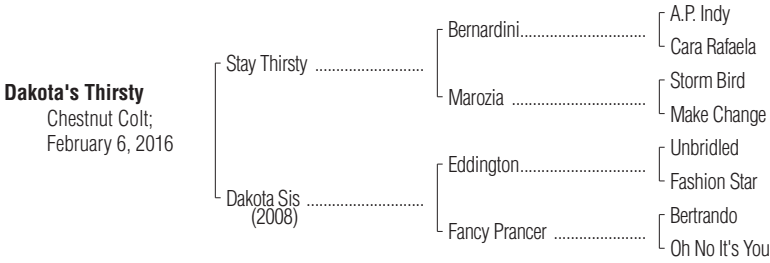 A.P. Indy
Bernardini
Cara Rafaela
Stay Thirsty
Storm Bird
Marozia
Make Change
Dakota's Thirsty
Chestnut Colt;
February 6, 2016
Unbridled
Eddington
Fashion Star
Dakota Sis
(2008)
Bertrando
Fancy Prancer
Oh No It's You